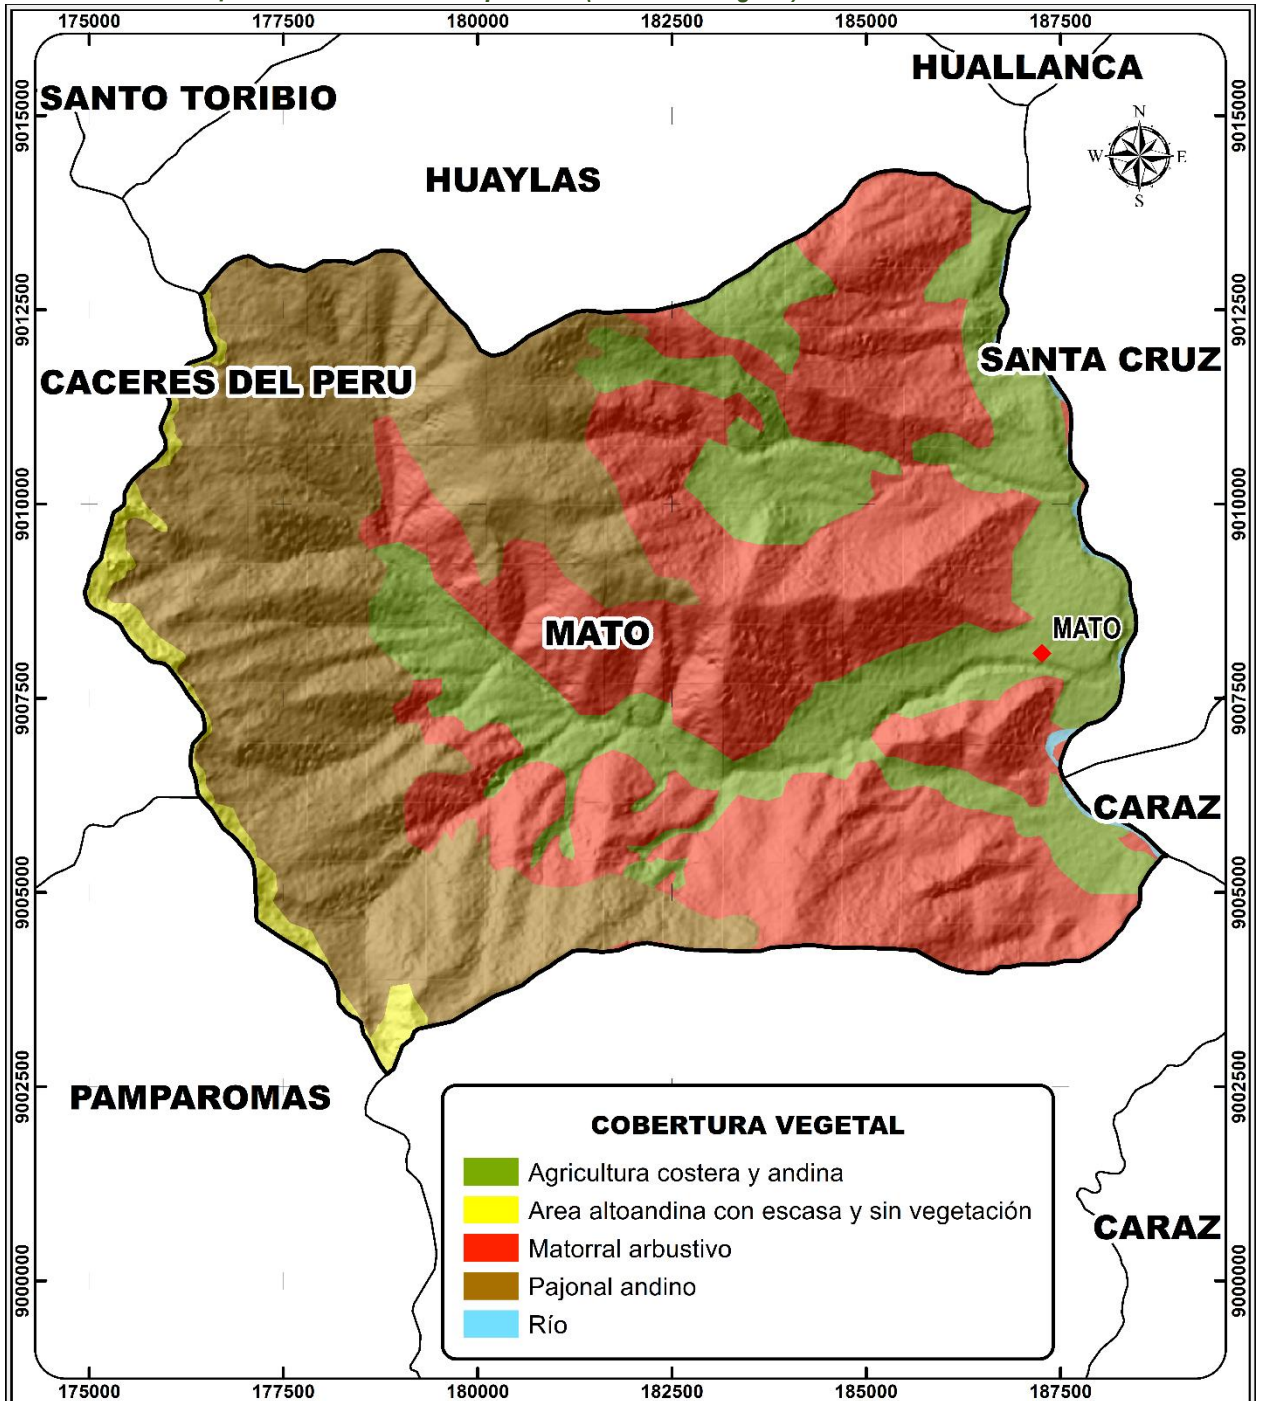 175000 177500 180000 182500 185000 187500
HUALLANCA
SANTO TORIBIO
9015000 9015000
N
W E
S
HUAYLAS
9012500 9012500
SANTA CRUZ
CACERES DEL PERU
9010000 9010000
MATO
MATO
9007500 9007500
CARAZ
9005000 9005000
PAMPAROMAS
9002500 9002500
COBERTURA VEGETAL
Agricultura costera y andina
Area altoandina con escasa y sin vegetación
Matorral arbustivo
Pajonal andino
Río
CARAZ
9000000 9000000
175000 177500 180000 182500 185000 187500